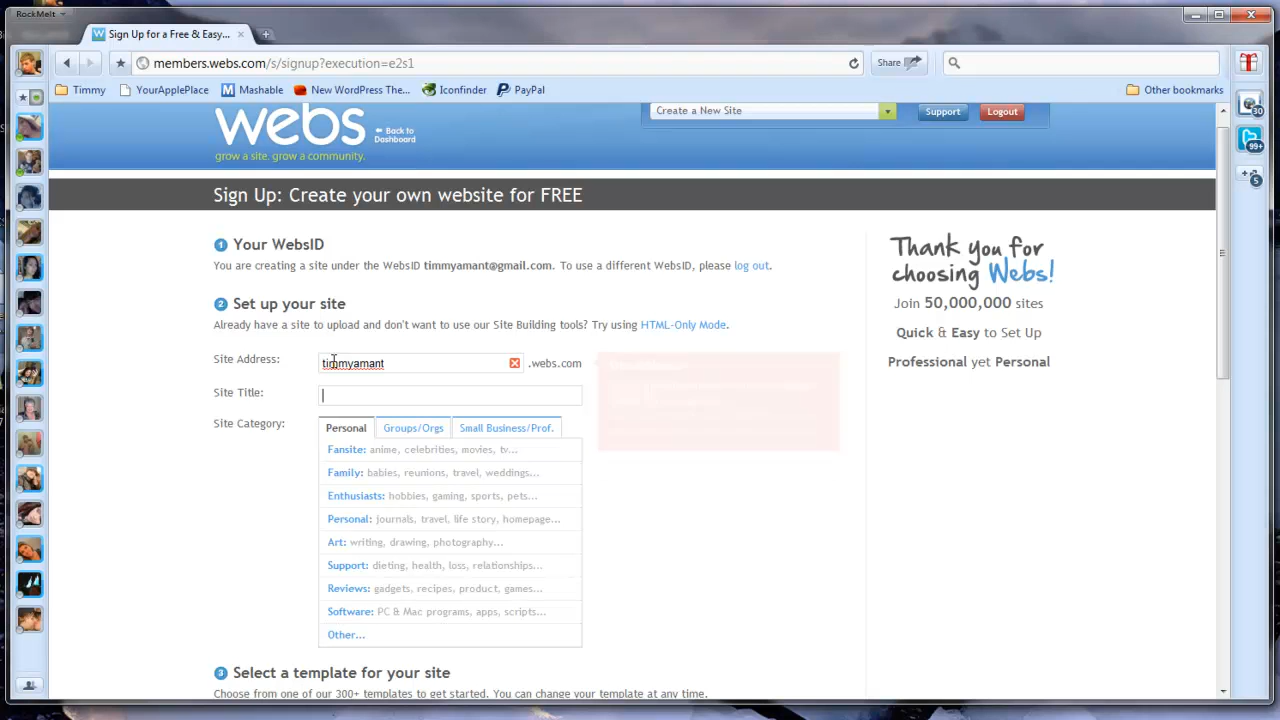 RockMelt
Sign Up for a Free & Easy...
members.webs.com/s/signup?execution=e2s1
Share
Timmy
YourApplePlace
Mashable
New WordPress The...
Iconfinder
PayPal
Other bookmarks
webs
Back to Dashboard
grow a site. grow a community.
Create a New Site
Support
Logout
30
99+
5
Sign Up: Create your own website for FREE
1 Your WebsID
You are creating a site under the WebsID timmyamant@gmail.com. To use a different WebsID, please log out.
2 Set up your site
Already have a site to upload and don't want to use our Site Building tools? Try using HTML-Only Mode.
Site Address:
timmyamant
.webs.com
Site Title:
Site Category:
Personal
Groups/Orgs
Small Business/Prof.
Fansite: anime, celebrities, movies, tv...
Family: babies, reunions, travel, weddings...
Enthusiasts: hobbies, gaming, sports, pets...
Personal: journals, travel, life story, homepage...
Art: writing, drawing, photography...
Support: dieting, health, loss, relationships...
Reviews: gadgets, recipes, product, games...
Software: PC & Mac programs, apps, scripts...
Other...
3 Select a template for your site
Choose from one of our 300+ templates to get started. You can change your template at any time.
Thank you for
choosing Webs!
Join 50,000,000 sites
Quick & Easy to Set Up
Professional yet Personal